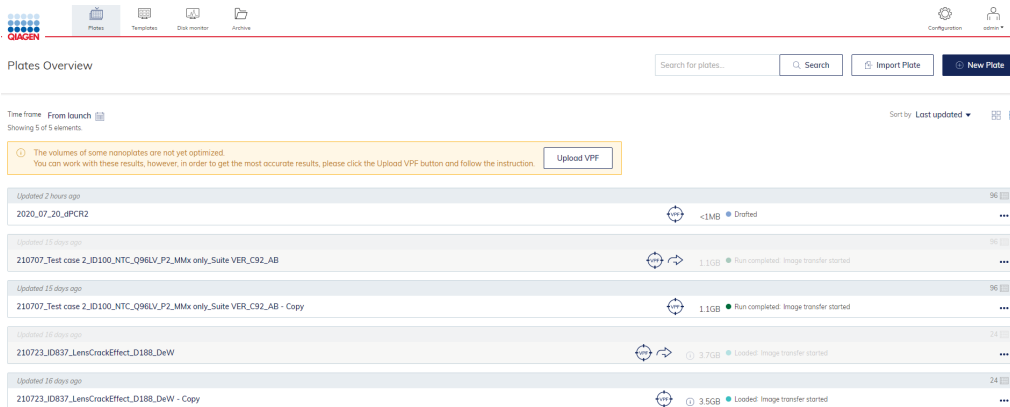 QIAGEN
Plates
Templates
Disk monitor
Archive
Configuration
admin
Plates Overview
Search for plates...
Search
Import Plate
New Plate
Time frame From launch
Sort by Last updated
Showing 5 of 5 elements
The volumes of some nanoplates are not yet optimized.
You can work with these results, however, in order to get the most accurate results, please click the Upload VPF button and follow the instruction.
Upload VPF
Updated 2 hours ago 96
2020_07_20_dPCR2 VPF <1MB Drafted
Updated 15 days ago 96
210707_Test case 2_ID100_NTC_Q96LV_P2_MMx only_Suite VER_C92_AB VPF 1.1GB Run completed: Image transfer started
Updated 15 days ago 96
210707_Test case 2_ID100_NTC_Q96LV_P2_MMx only_Suite VER_C92_AB - Copy VPF 1.1GB Run completed: Image transfer started
Updated 16 days ago 24
210723_ID837_LensCrackEffect_D188_DeW VPF 3.7GB Loaded: Image transfer started
Updated 16 days ago 24
210723_ID837_LensCrackEffect_D188_DeW - Copy VPF 3.5GB Loaded: Image transfer started